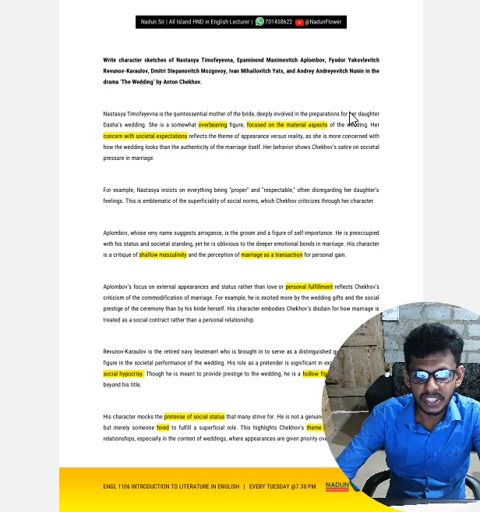 Nadun Sir | All Island HND in English Lecturer | 701458622 @NadunFlower
Write character sketches of Nastasya Timofeyevna, Epaminond Maximovitch Aplombov, Fyodor Yakovlevitch
Revunov-Karaulov, Dmitri Stepanovitch Mozgovoy, Ivan Mihailovitch Yats, and Andrey Andreyevitch Nunin in the
drama 'The Wedding' by Anton Chekhov.
Nastasya Timofeyevna is the quintessential mother of the bride, deeply involved in the preparations for her daughter
Dasha's wedding. She is a somewhat overbearing figure, focused on the material aspects of the wedding. Her
concern with societal expectations reflects the theme of appearance versus reality, as she is more concerned with
how the wedding looks than the authenticity of the marriage itself. Her behavior shows Chekhov's satire on societal
pressure in marriage.
For example, Nastasya insists on everything being "proper" and "respectable," often disregarding her daughter's
feelings. This is emblematic of the superficiality of social norms, which Chekhov criticizes through her character.
Aplombov, whose very name suggests arrogance, is the groom and a figure of self-importance. He is preoccupied
with his status and societal standing, yet he is oblivious to the deeper emotional bonds in marriage. His character
is a critique of shallow masculinity and the perception of marriage as a transaction for personal gain.
Aplombov's focus on external appearances and status rather than love or personal fulfillment reflects Chekhov's
criticism of the commodification of marriage. For example, he is excited more by the wedding gifts and the social
prestige of the ceremony than by his bride herself. His character embodies Chekhov's disdain for how marriage is
treated as a social contract rather than a personal relationship.
Revunov-Karaulov is the retired navy lieutenant who is brought in to serve as a distinguished
figure in the societal performance of the wedding. His role as a pretender is significant in
social hypocrisy. Though he is meant to provide prestige to the wedding, he is a hollow
beyond his title.
His character mocks the pretense of social status that many strive for. He is not a genuine
but merely someone hired to fulfill a superficial role. This highlights Chekhov's theme
relationships, especially in the context of weddings, where appearances are given priority
ENGL 1106 INTRODUCTION TO LITERATURE IN ENGLISH | EVERY TUESDAY @7.30 PM NADUN